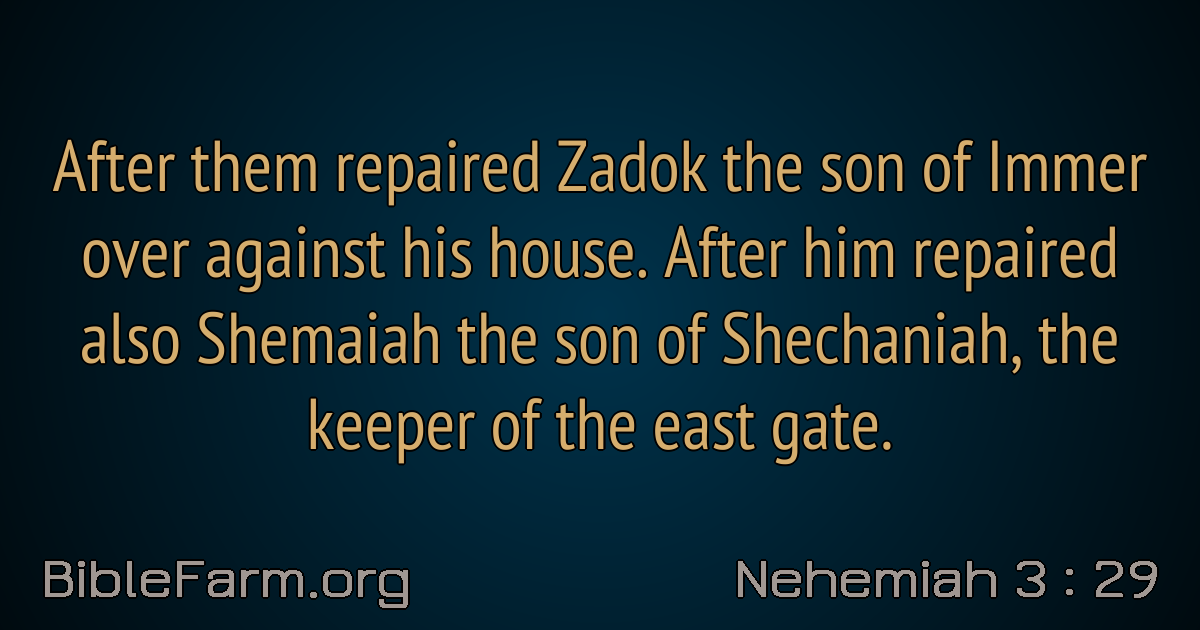 After them repaired Zadok the son of Immer
over against his house. After him repaired
also Shemaiah the son of Shechaniah, the
keeper of the east gate.
BibleFarm.org
Nehemiah 3 : 29